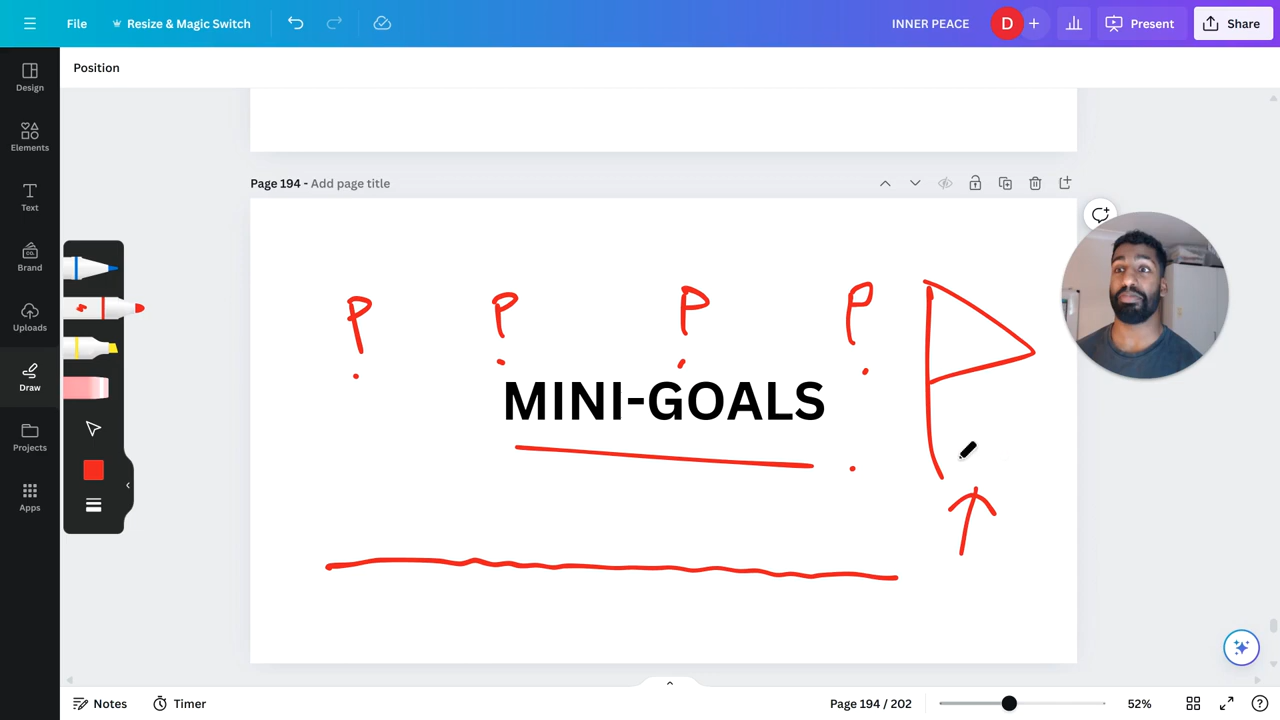 File
Resize & Magic Switch
INNER PEACE
D
Present
Share
Position
Design
Elements
Text
Brand
Uploads
Draw
Projects
Apps
Page 194 - Add page title
MINI-GOALS
Notes
Timer
Page 194 / 202
52%